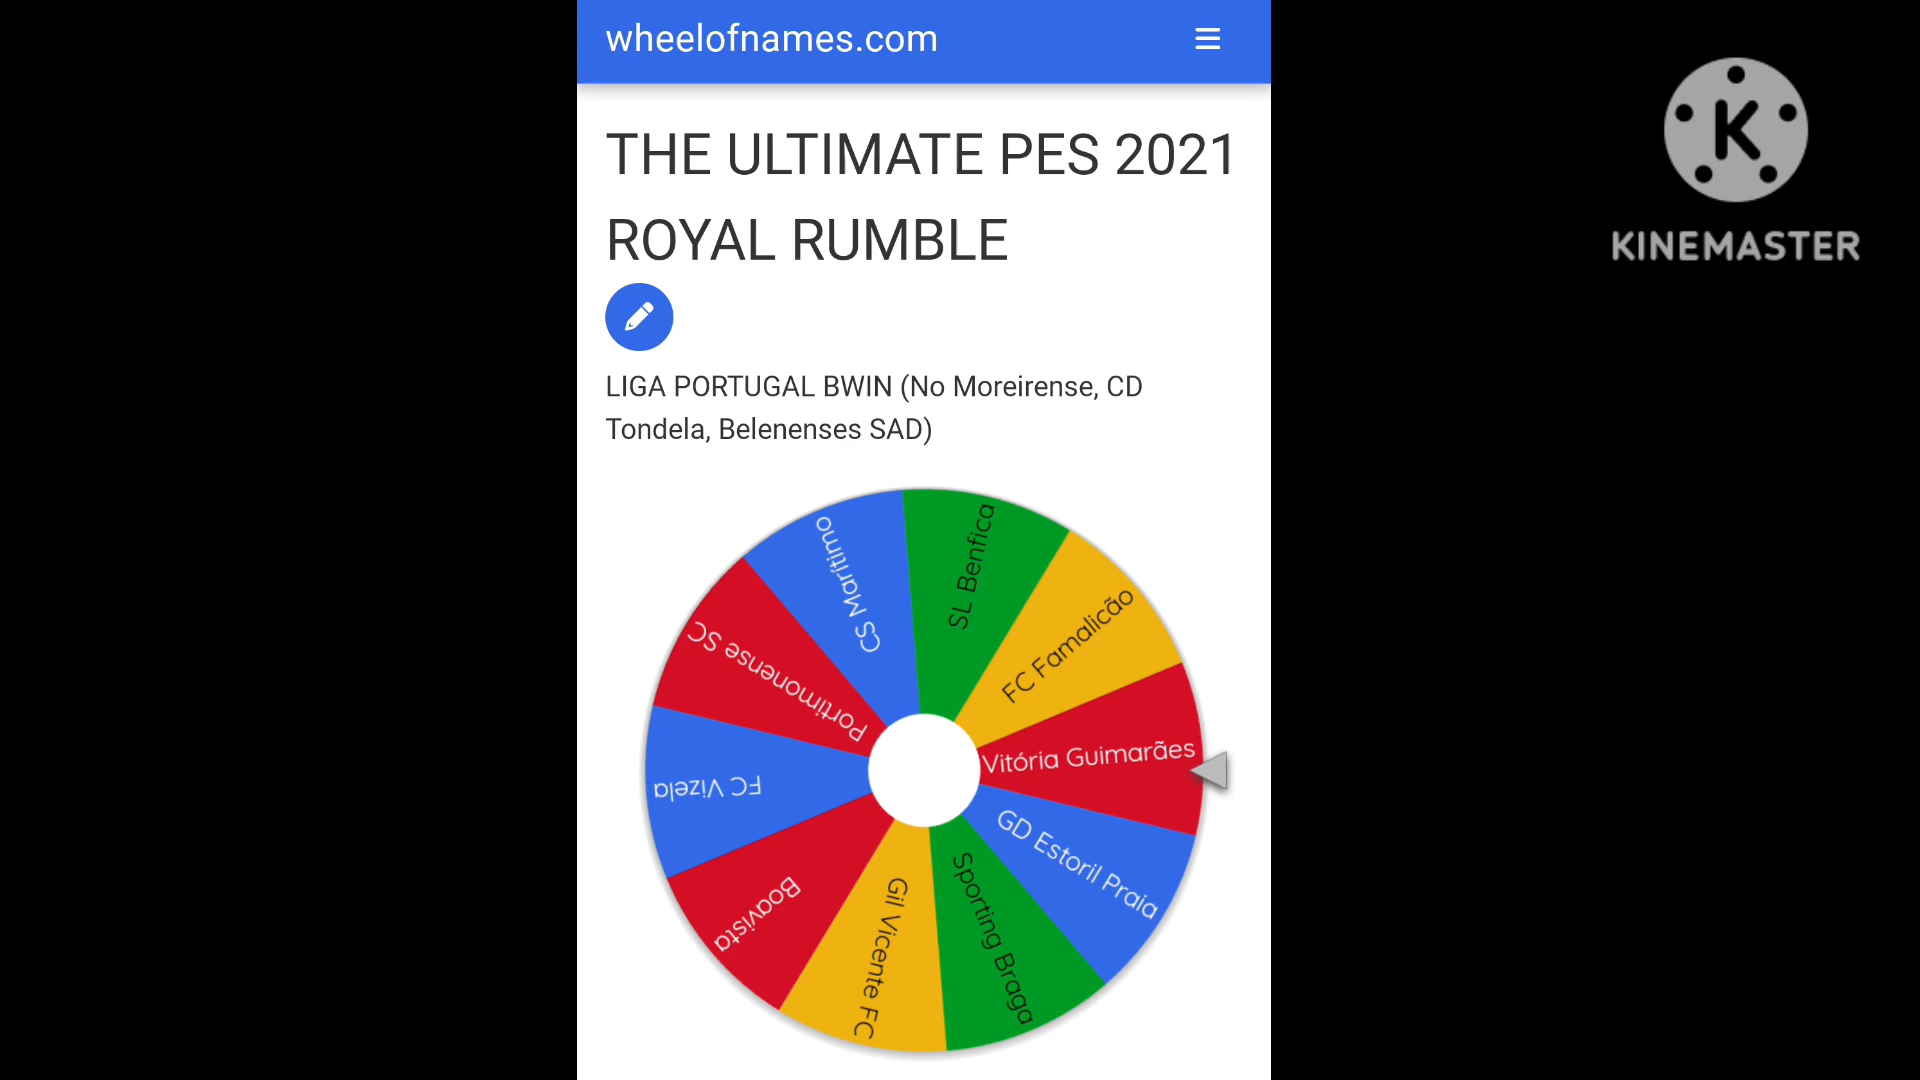 wheelofnames.com
THE ULTIMATE PES 2021
ROYAL RUMBLE
LIGA PORTUGAL BWIN (No Moreirense, CD
Tondela, Belenenses SAD)
SL Benfica
FC Famalicão
Vitória Guimarães
GD Estoril Praia
Sporting Braga
Gil Vicente FC
Boavista
FC Vizela
Portimonense SC
CS Marítimo
K
KINEMASTER